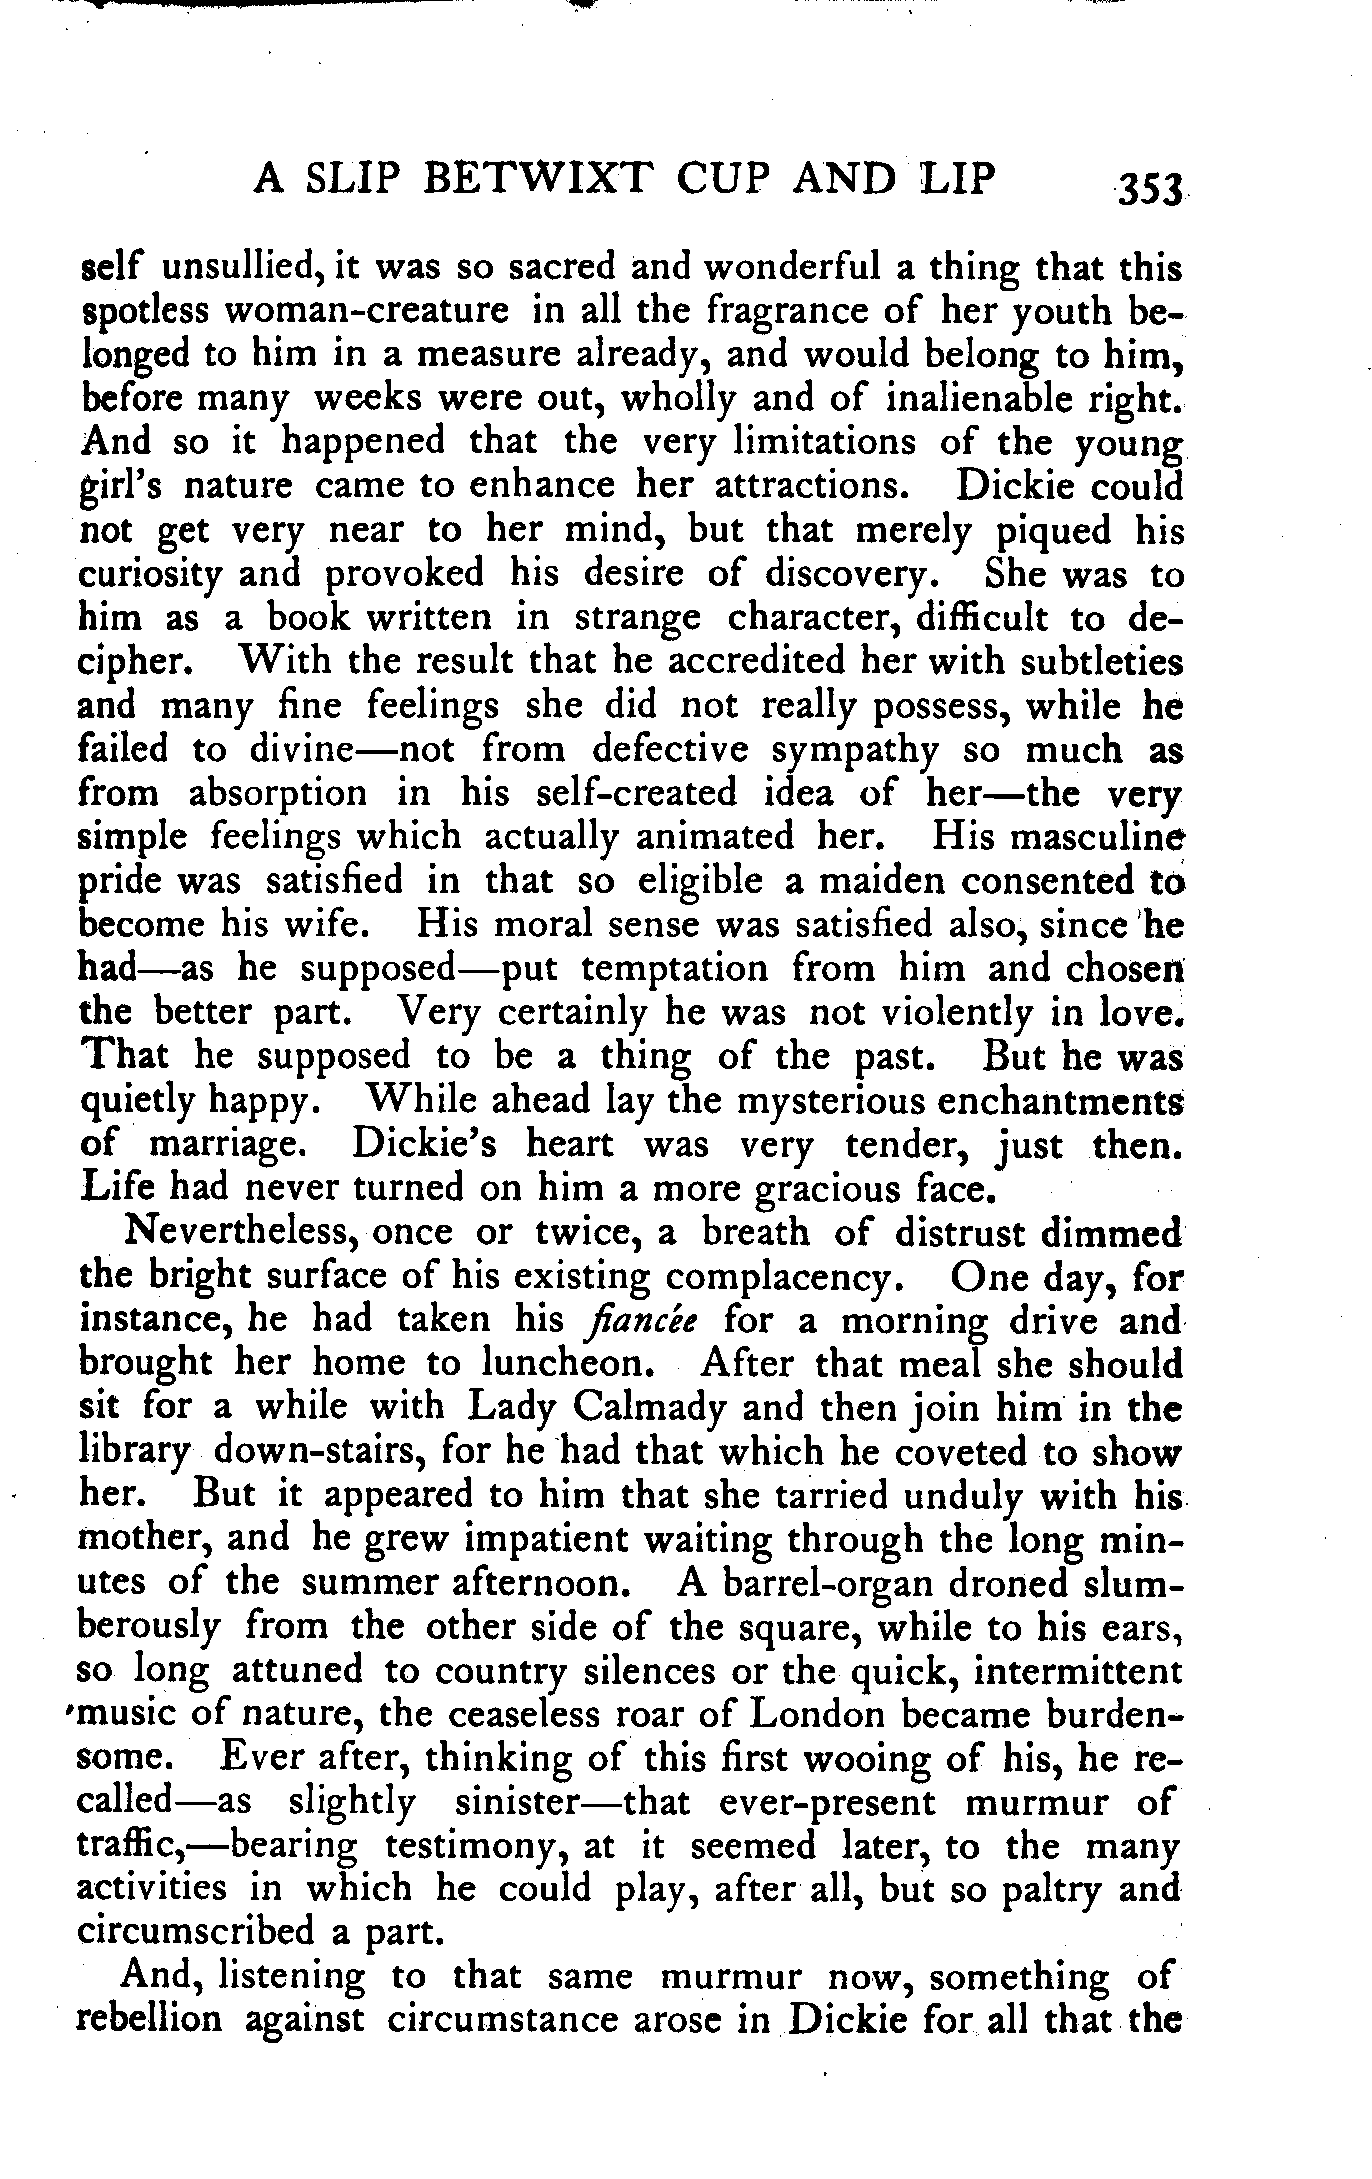 A SLIP BETWIXT CUP AND LIP 353
self unsullied, it was so sacred and wonderful a thing that this
spotless woman-creature in all the fragrance of her youth be-
longed to him in a measure already, and would belong to him,
before many weeks were out, wholly and of inalienable right.
And so it happened that the very limitations of the young
girl's nature came to enhance her attractions. Dickie could
not get very near to her mind, but that merely piqued his
curiosity and provoked his desire of discovery. She was to
him as a book written in strange character, difficult to de-
cipher. With the result that he accredited her with subtleties
and many fine feelings she did not really possess, while he
failed to divine—not from defective sympathy so much as
from absorption in his self-created idea of her—the very
simple feelings which actually animated her. His masculine
pride was satisfied in that so eligible a maiden consented to
become his wife. His moral sense was satisfied also, since he
had—as he supposed—put temptation from him and chosen
the better part. Very certainly he was not violently in love.
That he supposed to be a thing of the past. But he was
quietly happy. While ahead lay the mysterious enchantments
of marriage. Dickie's heart was very tender, just then.
Life had never turned on him a more gracious face.
Nevertheless, once or twice, a breath of distrust dimmed
the bright surface of his existing complacency. One day, for
instance, he had taken his fiancée for a morning drive and
brought her home to luncheon. After that meal she should
sit for a while with Lady Calmady and then join him in the
library down-stairs, for he had that which he coveted to show
her. But it appeared to him that she tarried unduly with his
mother, and he grew impatient waiting through the long min-
utes of the summer afternoon. A barrel-organ droned slum-
berously from the other side of the square, while to his ears,
so long attuned to country silences or the quick, intermittent
music of nature, the ceaseless roar of London became burden-
some. Ever after, thinking of this first wooing of his, he re-
called—as slightly sinister—that ever-present murmur of
traffic,—bearing testimony, at it seemed later, to the many
activities in which he could play, after all, but so paltry and
circumscribed a part.
And, listening to that same murmur now, something of
rebellion against circumstance arose in Dickie for all that the